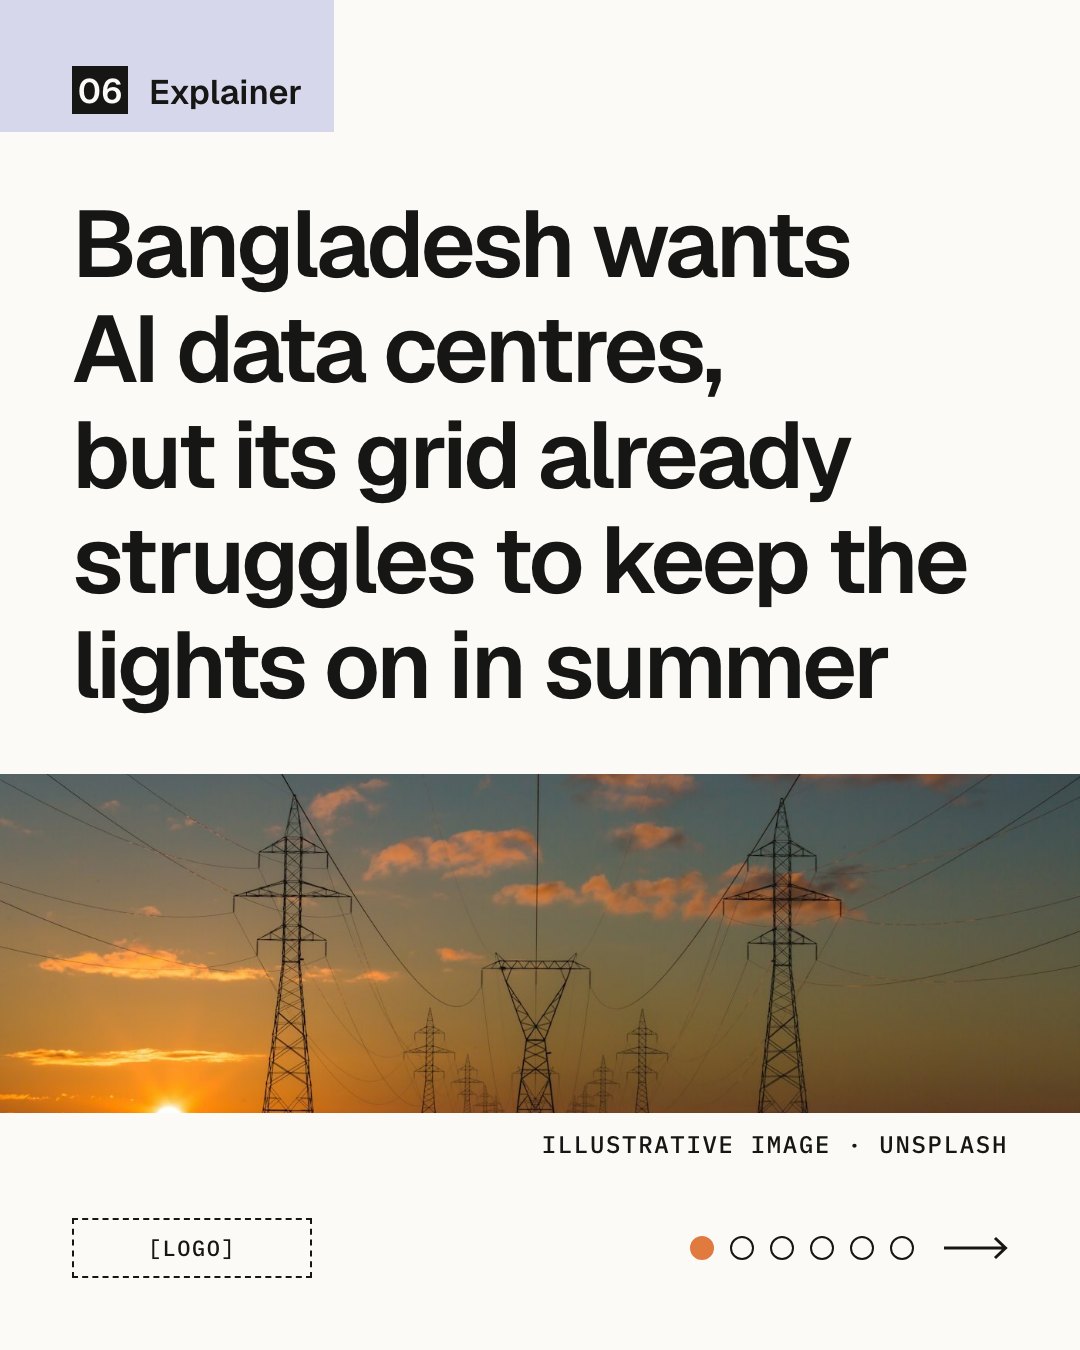 06 Explainer
Bangladesh wants
AI data centres,
but its grid already
struggles to keep the
lights on in summer
ILLUSTRATIVE IMAGE · UNSPLASH
[LOGO]